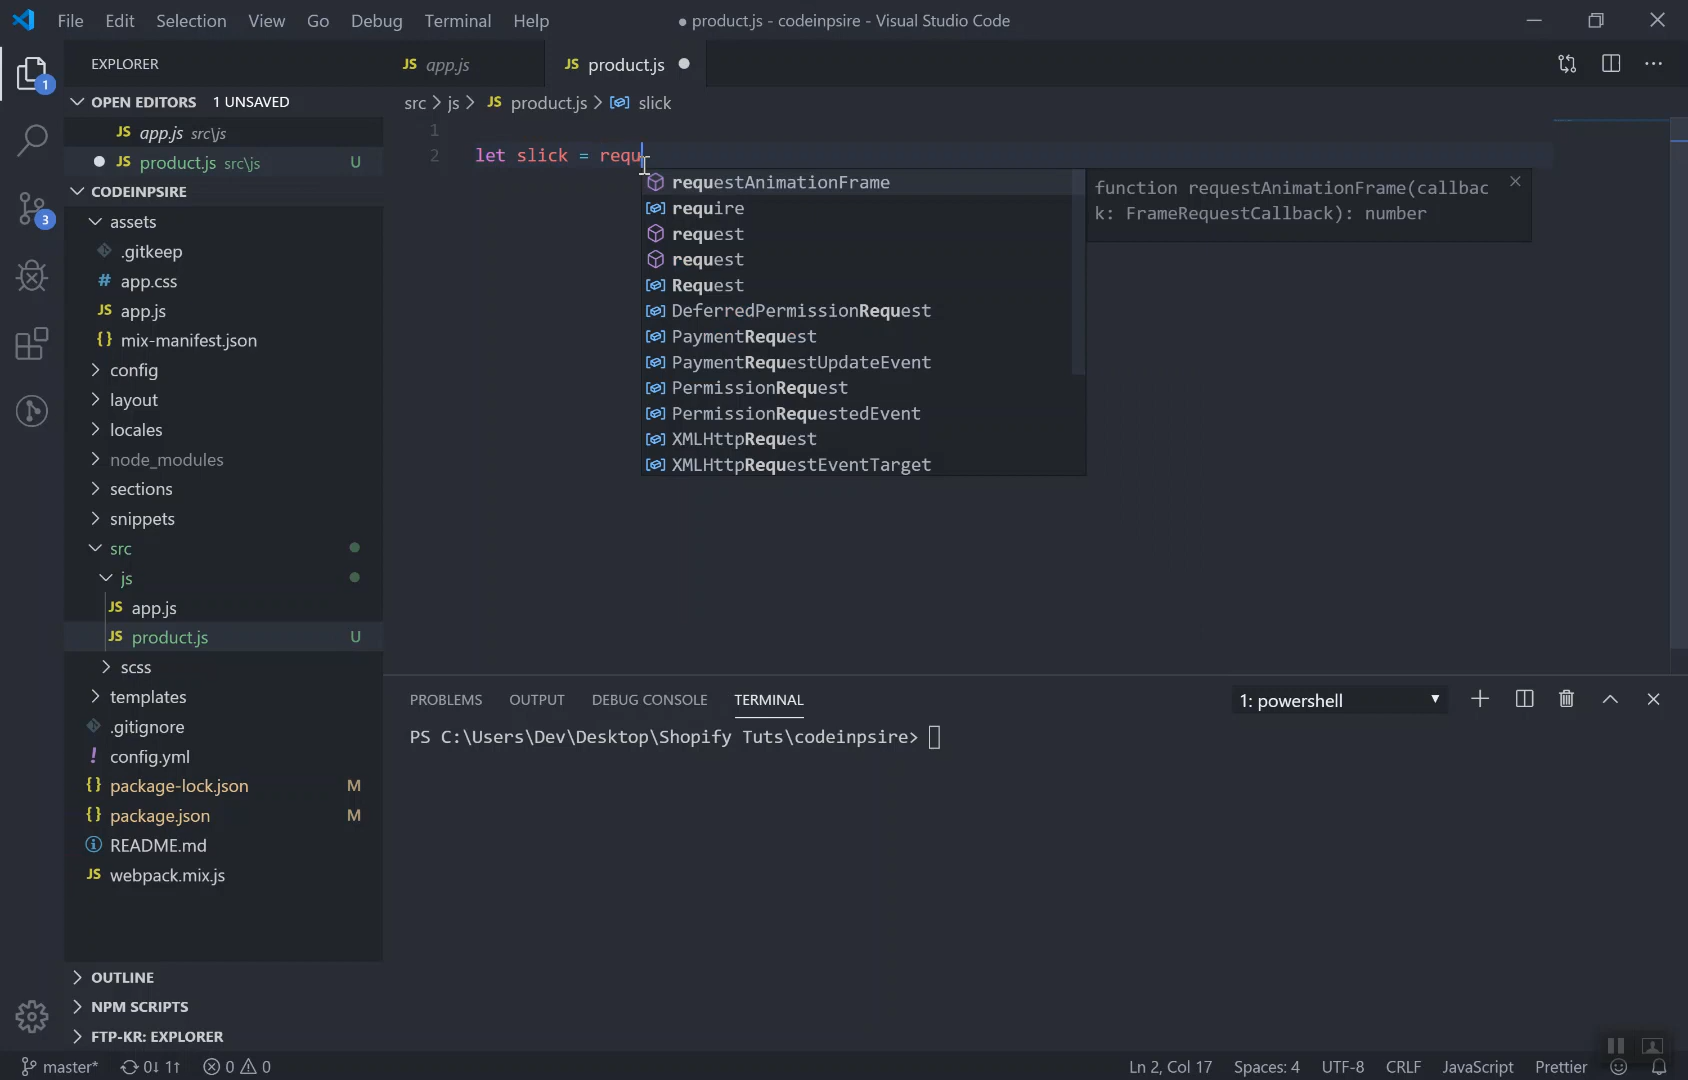 File Edit Selection View Go Debug Terminal Help ● product.js - codeinpsire - Visual Studio Code
EXPLORER
JS app.js
JS product.js ●
1
OPEN EDITORS 1 UNSAVED
JS app.js src\js
● JS product.js src\js U
src > js > JS product.js > slick
1
2 let slick = requ
requestAnimationFrame
require
request
request
Request
DeferredPermissionRequest
PaymentRequest
PaymentRequestUpdateEvent
PermissionRequest
PermissionRequestedEvent
XMLHttpRequest
XMLHttpRequestEventTarget
function requestAnimationFrame(callbac
k: FrameRequestCallback): number
CODEINPSIRE
assets
.gitkeep
# app.css
JS app.js
{} mix-manifest.json
config
layout
locales
node_modules
sections
snippets
src
js
JS app.js
JS product.js U
scss
templates
.gitignore
! config.yml
{} package-lock.json M
{} package.json M
README.md
JS webpack.mix.js
3
OUTLINE
NPM SCRIPTS
FTP-KR: EXPLORER
PROBLEMS OUTPUT DEBUG CONSOLE TERMINAL 1: powershell
PS C:\Users\Dev\Desktop\Shopify Tuts\codeinpsire>
master* 0↓ 1↑ 0 0 Ln 2, Col 17 Spaces: 4 UTF-8 CRLF JavaScript Prettier